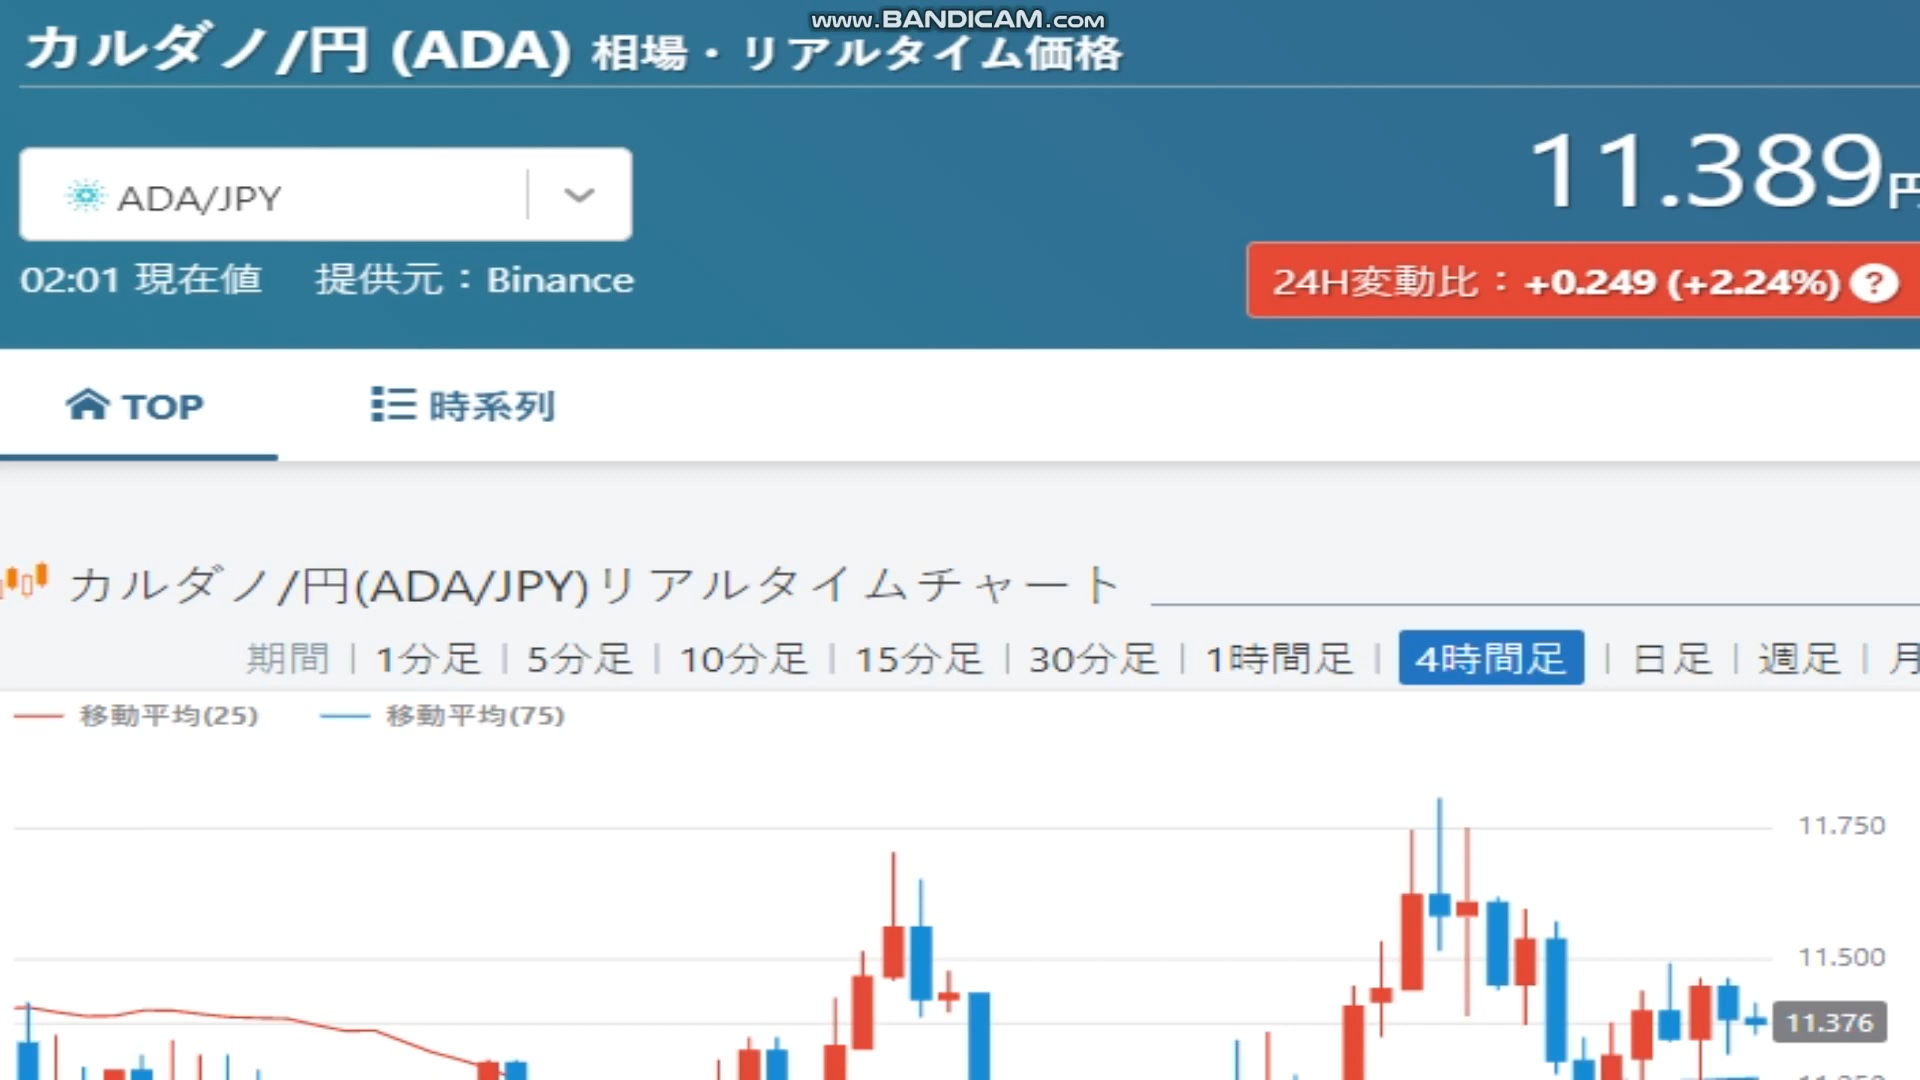 www.BANDICAM.com
カルダノ/円 (ADA) 相場・リアルタイム価格
ADA/JPY
11.389円
02:01 現在値 提供元：Binance
24H変動比：+0.249 (+2.24%) ?
TOP 時系列
カルダノ/円(ADA/JPY)リアルタイムチャート
期間 | 1分足 | 5分足 | 10分足 | 15分足 | 30分足 | 1時間足 | 4時間足 | 日足 | 週足 | 月
移動平均(25) 移動平均(75)
11.750
11.500
11.376